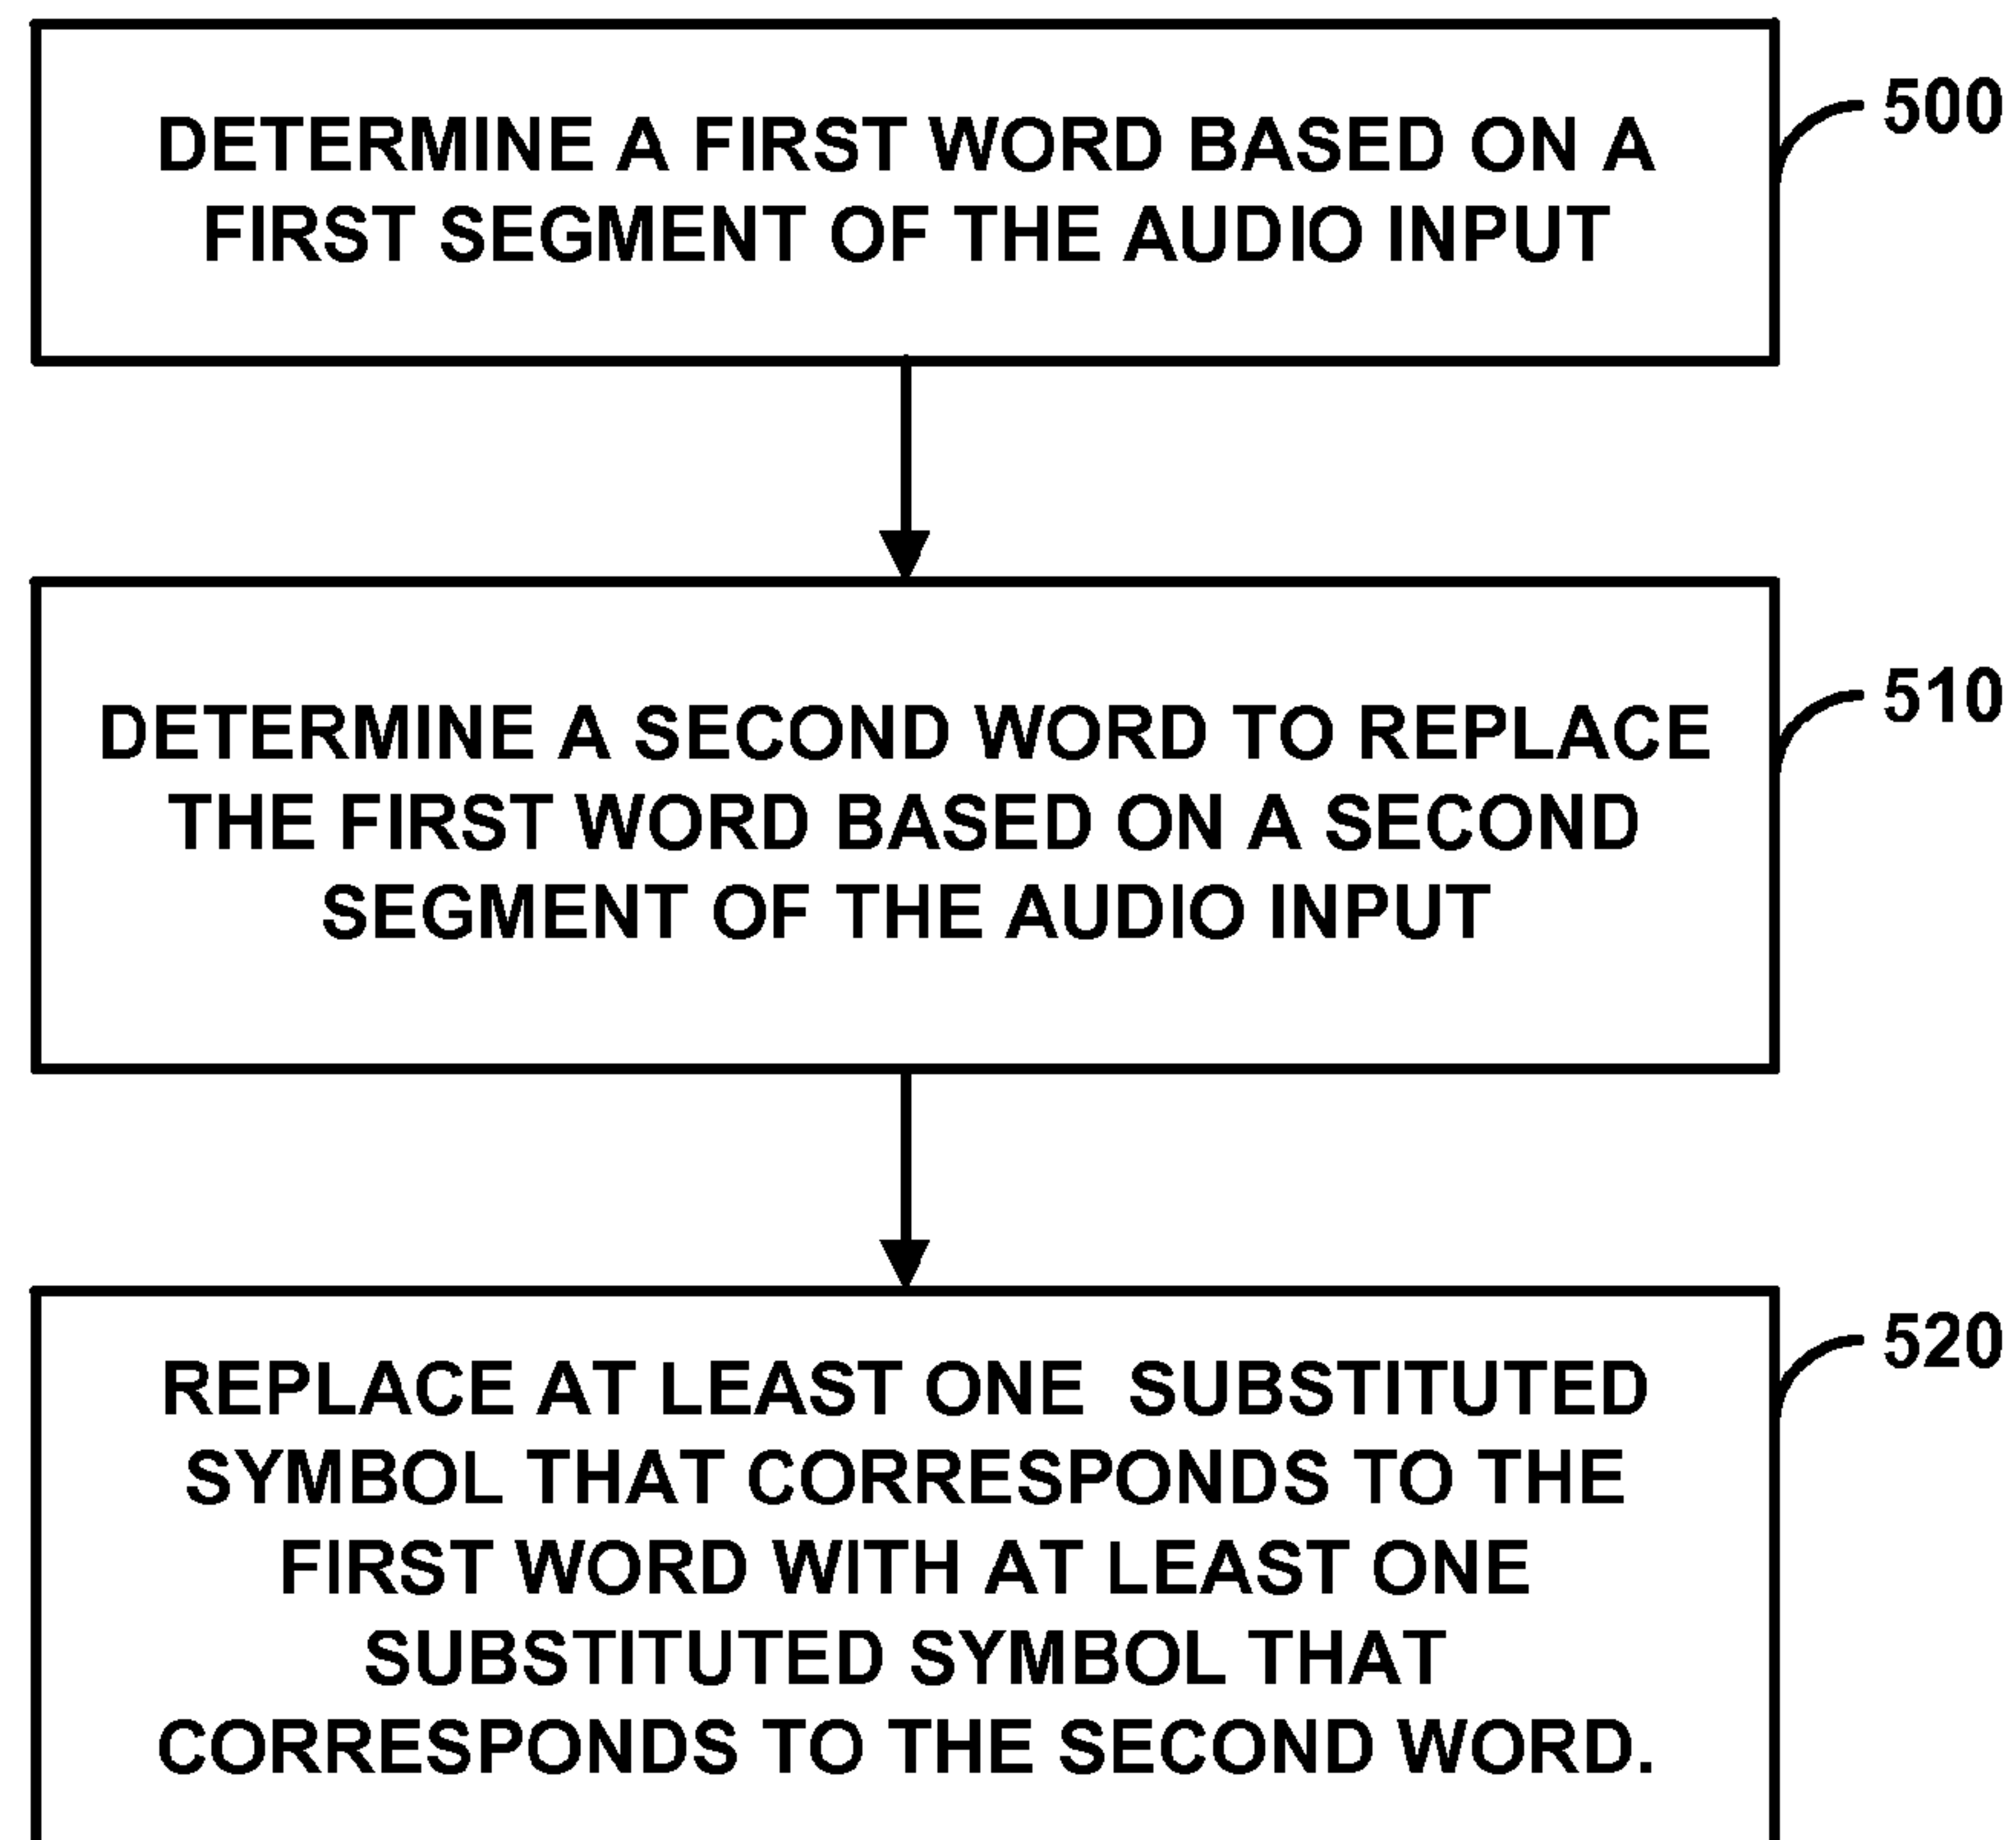 500
DETERMINE A FIRST WORD BASED ON A
FIRST SEGMENT OF THE AUDIO INPUT
510
DETERMINE A SECOND WORD TO REPLACE
THE FIRST WORD BASED ON A SECOND
SEGMENT OF THE AUDIO INPUT
520
REPLACE AT LEAST ONE SUBSTITUTED
SYMBOL THAT CORRESPONDS TO THE
FIRST WORD WITH AT LEAST ONE
SUBSTITUTED SYMBOL THAT
CORRESPONDS TO THE SECOND WORD.